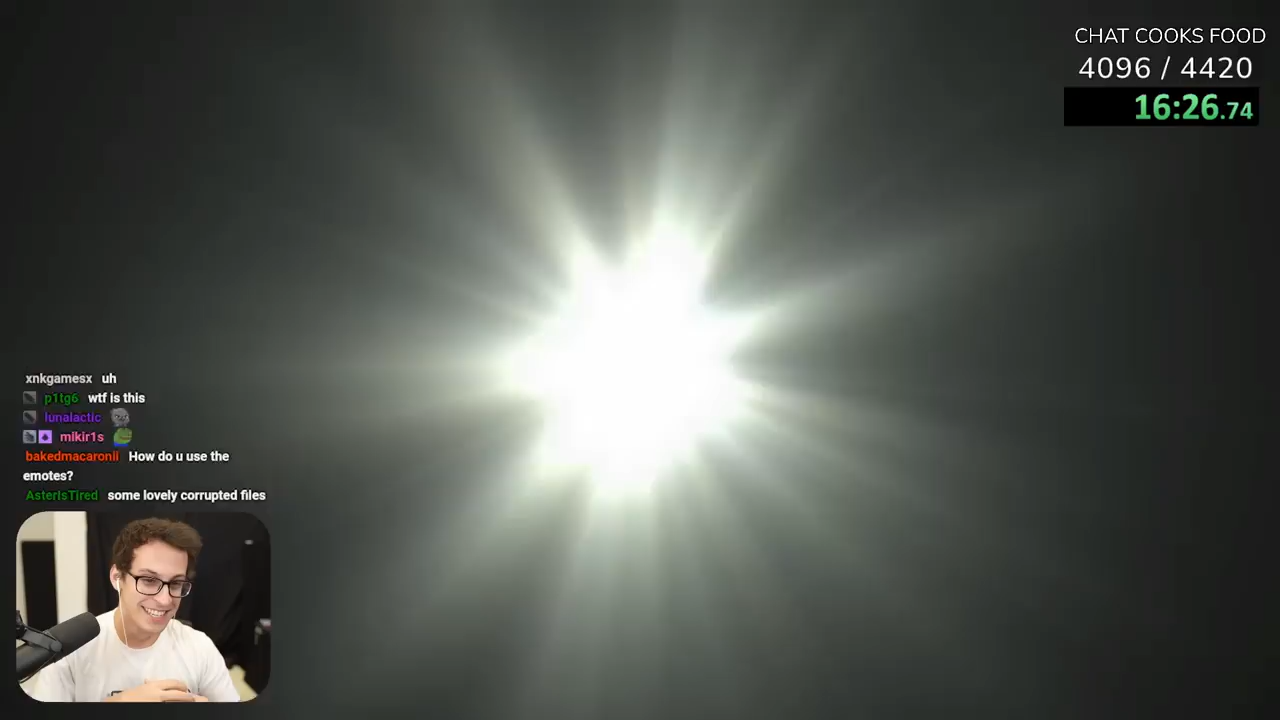 CHAT COOKS FOOD
4096 / 4420
16:26.74
xnkgamesx uh
p1tg6 wtf is this
lunalactic
mikir1s
bakedmacaronii How do u use the
emotes?
AsterIsTired some lovely corrupted files